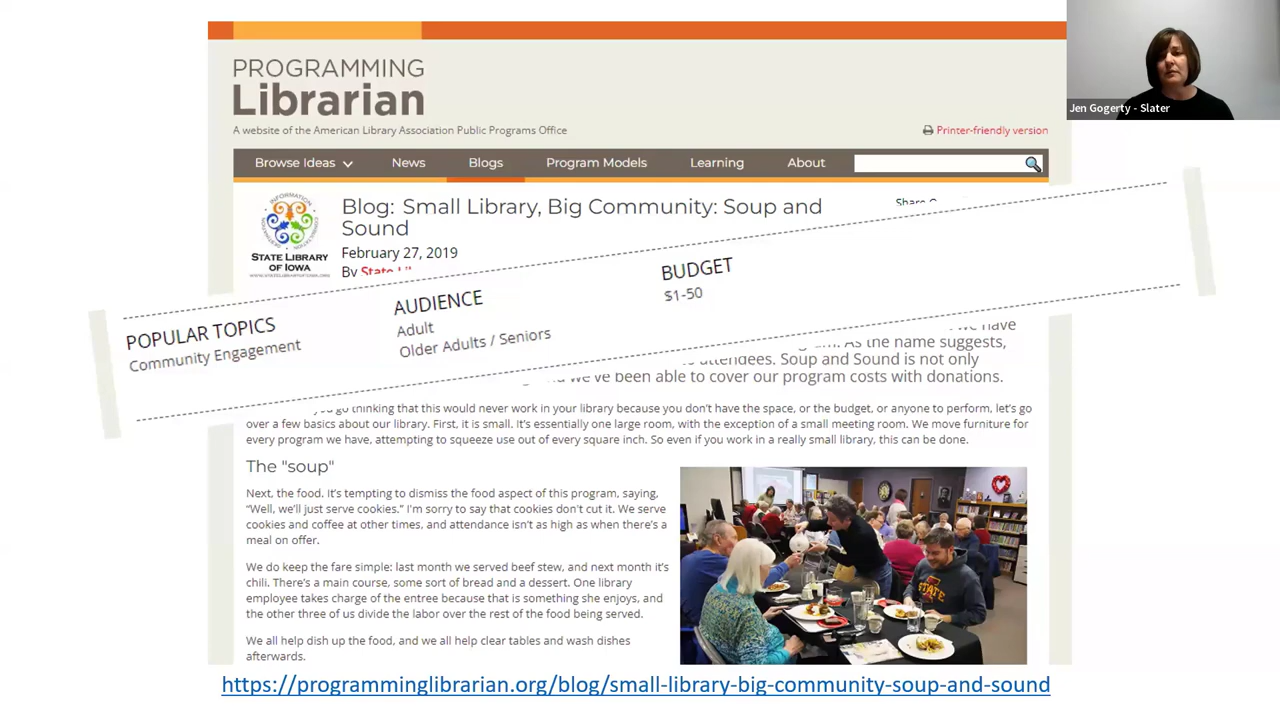 PROGRAMMING
Librarian
A website of the American Library Association Public Programs Office
Printer-friendly version
Jen Gogerty - Slater
Browse Ideas
News
Blogs
Program Models
Learning
About
INFORMATION
STATE LIBRARY
OF IOWA
Blog: Small Library, Big Community: Soup and
Sound
February 27, 2019
By State Li
Share
POPULAR TOPICS
Community Engagement
AUDIENCE
Adult
Older Adults / Seniors
BUDGET
$1-50
have
As the name suggests,
attendees. Soup and Sound is not only
we've been able to cover our program costs with donations.
you go thinking that this would never work in your library because you don't have the space, or the budget, or anyone to perform, let's go
over a few basics about our library. First, it is small. It's essentially one large room, with the exception of a small meeting room. We move furniture for
every program we have, attempting to squeeze use out of every square inch. So even if you work in a really small library, this can be done.
The "soup"
Next, the food. It's tempting to dismiss the food aspect of this program, saying,
"Well, we'll just serve cookies." I'm sorry to say that cookies don't cut it. We serve
cookies and coffee at other times, and attendance isn't as high as when there's a
meal on offer.
We do keep the fare simple: last month we served beef stew, and next month it's
chili. There's a main course, some sort of bread and a dessert. One library
employee takes charge of the entree because that is something she enjoys, and
the other three of us divide the labor over the rest of the food being served.
We all help dish up the food, and we all help clear tables and wash dishes
afterwards.
STATE
https://programminglibrarian.org/blog/small-library-big-community-soup-and-sound